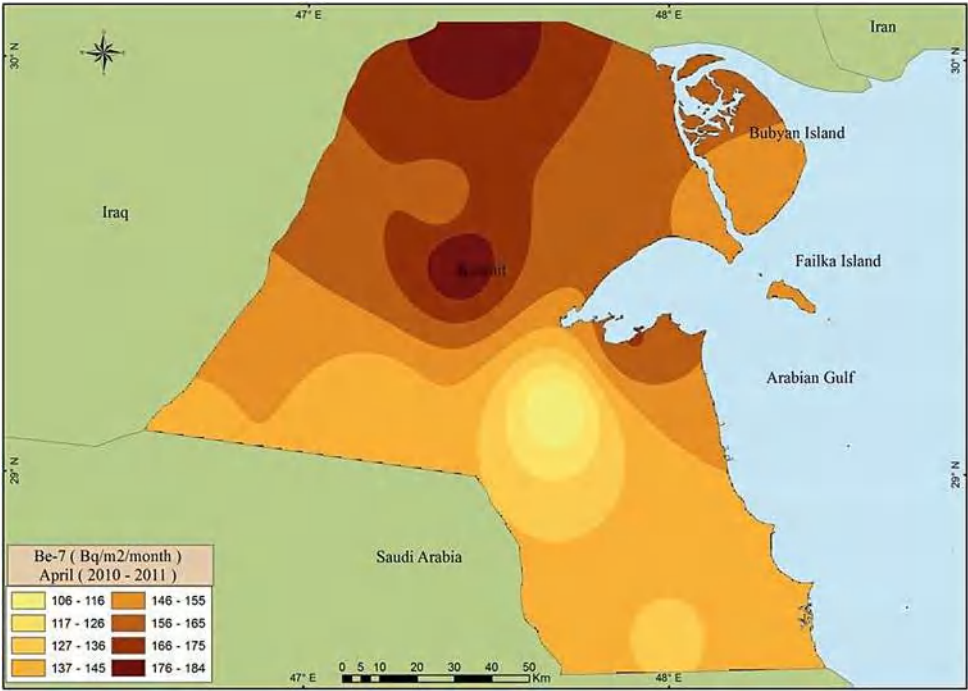 47° E
48° E
Iran
30° N
30° N
Bubyan Island
Iraq
Failka Island
Kuwait
Arabian Gulf
29° N
29° N
Saudi Arabia
Be-7 ( Bq/m2/month )
April ( 2010 - 2011 )
106 - 116
146 - 155
117 - 126
156 - 165
127 - 136
166 - 175
137 - 145
176 - 184
0 5 10 20 30 40 50
Km
47° E
48° E